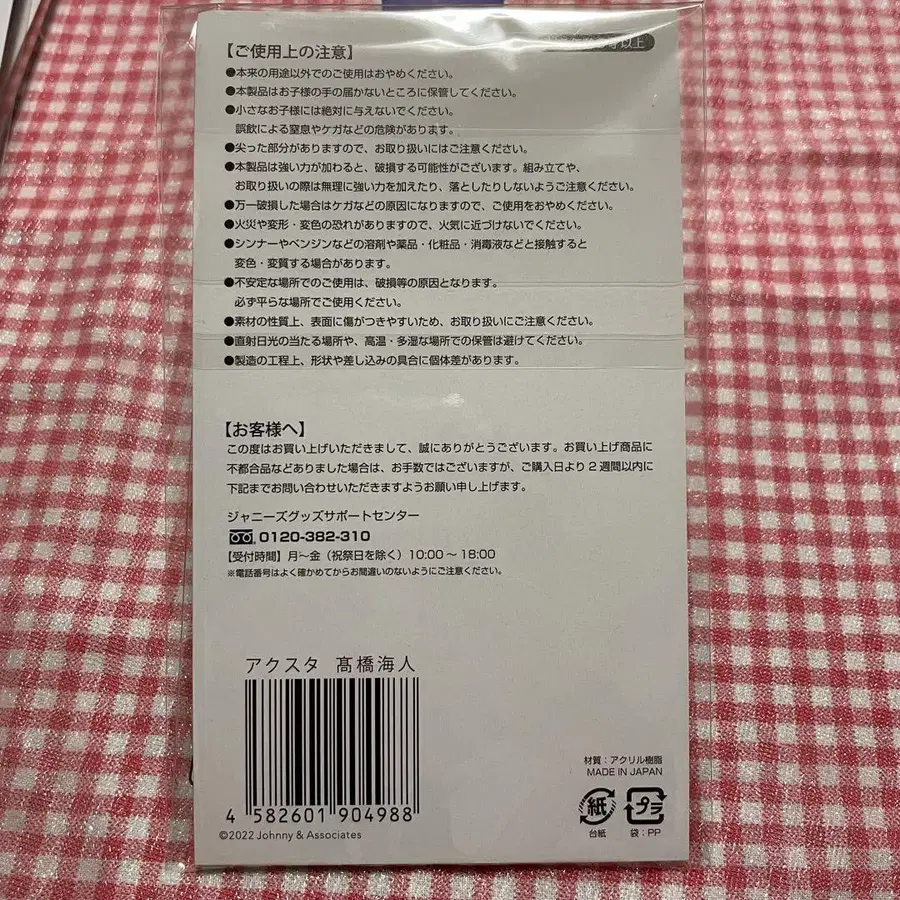 以上
【ご使用上の注意】
●本来の用途以外でのご使用はおやめください。
●本製品はお子様の手の届かないところに保管してください。
●小さなお子様には絶対に与えないでください。
誤飲による窒息やケガなどの危険があります。
●尖った部分がありますので、お取り扱いにはご注意ください。
●本製品は強い力が加わると、破損する可能性がございます。組み立てや、
お取り扱いの際は無理に強い力を加えたり、落としたりしないようご注意ください。
●万一破損した場合はケガなどの原因になりますので、ご使用をおやめください。
●火災や変形・変色の恐れがありますので、火気に近づけないでください。
●シンナーやベンジンなどの溶剤や薬品・化粧品・消毒液などと接触すると
変色・変質する場合があります。
●不安定な場所でのご使用は、破損等の原因となります。
必ず平らな場所でご使用ください。
●素材の性質上、表面に傷がつきやすいため、お取り扱いにご注意ください。
●直射日光の当たる場所や、高温・多湿な場所での保管は避けてください。
●製造の工程上、形状や差し込みの具合に個体差があります。
【お客様へ】
この度はお買い上げいただきまして、誠にありがとうございます。お買い上げ商品に
不都合品などありました場合は、お手数ではございますが、ご購入日より2週間以内に
下記までお問い合わせいただきますようお願い申し上げます。
ジャニーズグッズサポートセンター
0120-382-310
【受付時間】月〜金（祝祭日を除く）10:00〜18:00
※電話番号はよく確かめてからお間違いのないようにご注意ください。
アクスタ 髙橋海人
4 582601 904988
©2022 Johnny & Associates
材質：アクリル樹脂
MADE IN JAPAN
紙 プラ
台紙 袋：PP